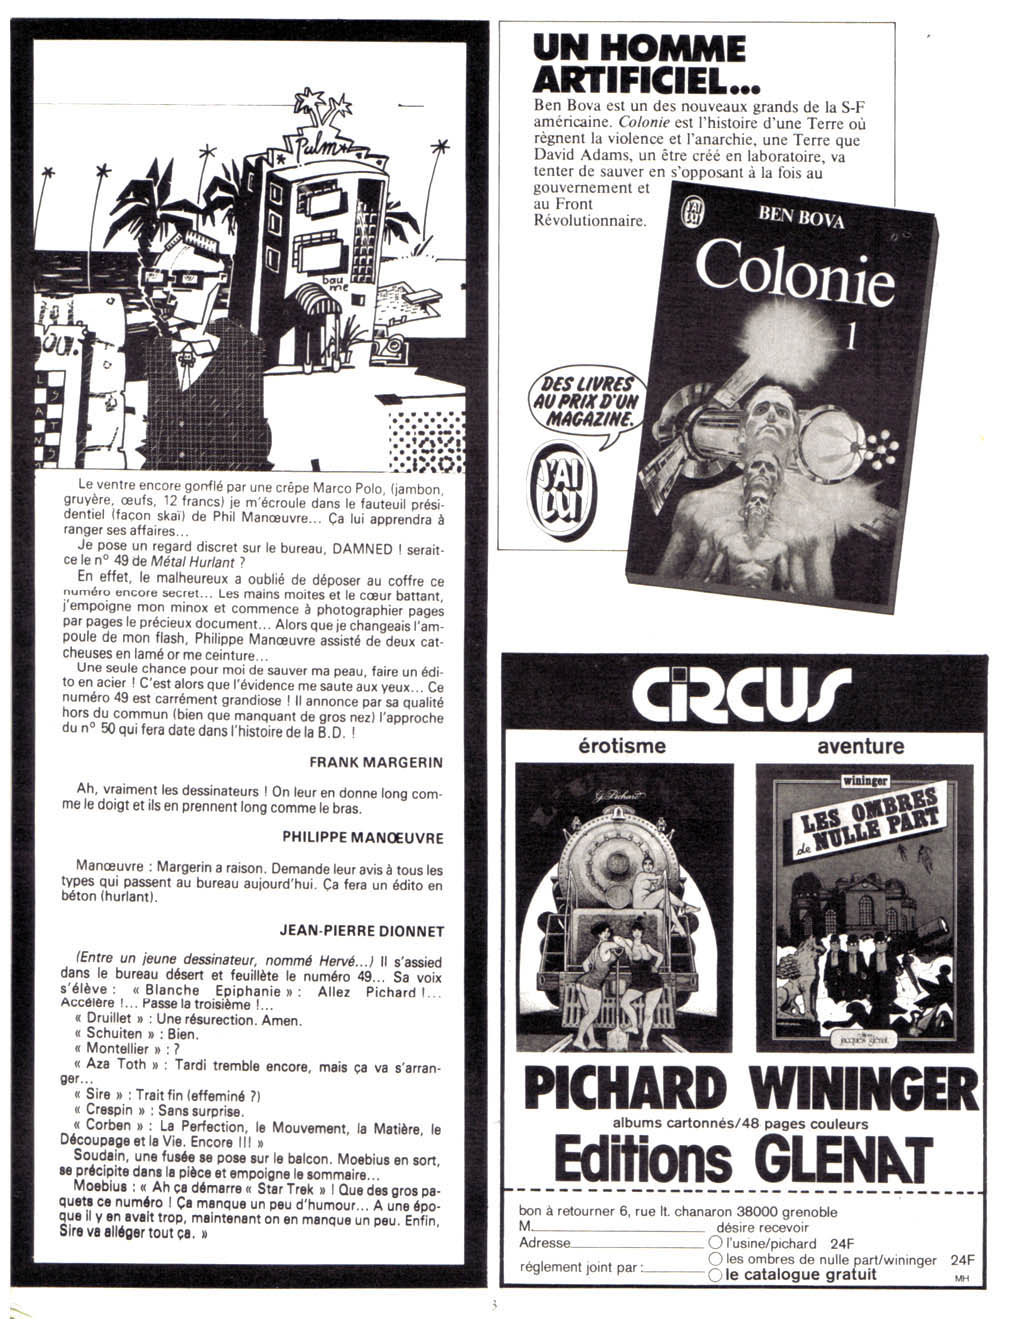 Palm
bau
me
OUI.
Le ventre encore gonflé par une crêpe Marco Polo, (jambon,
gruyère, œufs, 12 francs) je m'écroule dans le fauteuil prési-
dentiel (façon skaï) de Phil Manœuvre... Ça lui apprendra à
ranger ses affaires...
Je pose un regard discret sur le bureau, DAMNED ! serait-
ce le n° 49 de Métal Hurlant ?
En effet, le malheureux a oublié de déposer au coffre ce
numéro encore secret... Les mains moites et le cœur battant,
j'empoigne mon minox et commence à photographier pages
par pages le précieux document... Alors que je changeais l'am-
poule de mon flash, Philippe Manœuvre assisté de deux cat-
cheuses en lamé or me ceinture...
Une seule chance pour moi de sauver ma peau, faire un édi-
to en acier ! C'est alors que l'évidence me saute aux yeux... Ce
numéro 49 est carrément grandiose ! Il annonce par sa qualité
hors du commun (bien que manquant de gros nez) l'approche
du n° 50 qui fera date dans l'histoire de la B.D. !
FRANK MARGERIN
Ah, vraiment les dessinateurs ! On leur en donne long com-
me le doigt et ils en prennent long comme le bras.
PHILIPPE MANŒUVRE
Manœuvre : Margerin a raison. Demande leur avis à tous les
types qui passent au bureau aujourd'hui. Ça fera un édito en
béton (hurlant).
JEAN-PIERRE DIONNET
(Entre un jeune dessinateur, nommé Hervé...) Il s'assied
dans le bureau désert et feuillète le numéro 49... Sa voix
s'élève : « Blanche Epiphanie » : Allez Pichard !...
Accélère !... Passe la troisième !...
« Druillet » : Une résurection. Amen.
« Schuiten » : Bien.
« Montellier » : ?
« Aza Toth » : Tardi tremble encore, mais ça va s'arran-
ger...
« Sire » : Trait fin (effeminé ?)
« Crespin » : Sans surprise.
« Corben » : La Perfection, le Mouvement, la Matière, le
Découpage et la Vie. Encore !!! »
Soudain, une fusée se pose sur le balcon. Moebius en sort,
se précipite dans la pièce et empoigne le sommaire...
Moebius : « Ah ça démarre « Star Trek » ! Que des gros pa-
quets ce numéro ! Ça manque un peu d'humour... A une épo-
que il y en avait trop, maintenant on en manque un peu. Enfin,
Sire va alléger tout ça. »
UN HOMME
ARTIFICIEL...
Ben Bova est un des nouveaux grands de la S-F
américaine. Colonie est l'histoire d'une Terre où
règnent la violence et l'anarchie, une Terre que
David Adams, un être créé en laboratoire, va
tenter de sauver en s'opposant à la fois au
gouvernement et
au Front
Révolutionnaire.
J'AI LU
BEN BOVA
Colonie
1
DES LIVRES
AU PRIX D'UN
MAGAZINE.
J'AI
LU
CIRCUS
érotisme
aventure
G. Pichard
wininger
LES OMBRES
de NULLE PART
jacques glénat
PICHARD WININGER
albums cartonnés/48 pages couleurs
Editions GLENAT
bon à retourner 6, rue lt. chanaron 38000 grenoble
M. désire recevoir
Adresse l'usine/pichard 24F
les ombres de nulle part/wininger 24F
réglement joint par : le catalogue gratuit MH
3